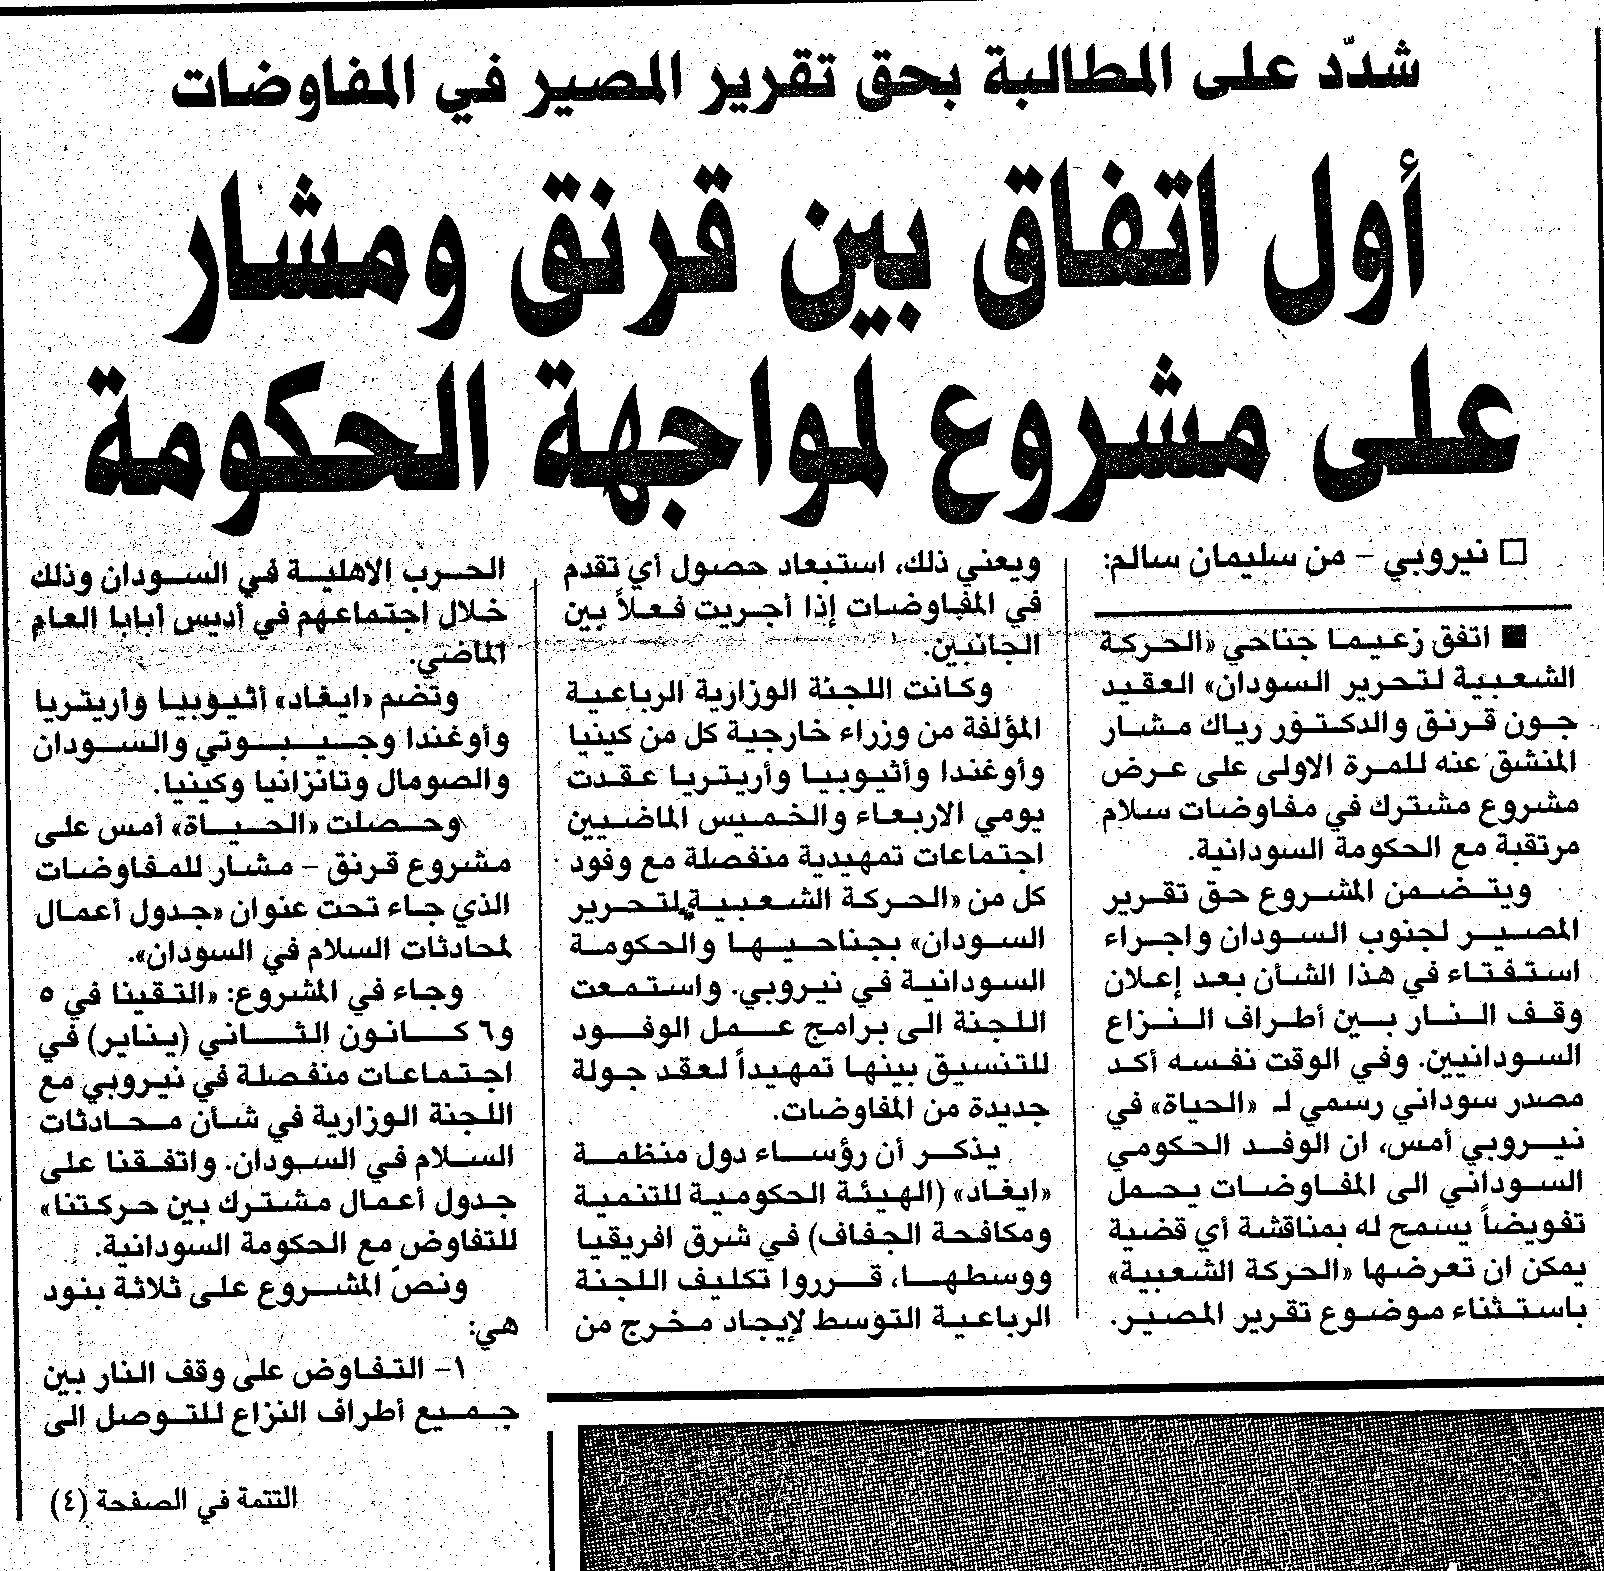 شدّد على المطالبة بحق تقرير المصير في المفاوضات
أول اتفاق بين قرنق ومشار
على مشروع لمواجهة الحكومة
□ نيروبي – من سليمان سالم:
■ اتفق زعيما جناحي «الحركة
الشعبية لتحرير السودان» العقيد
جون قرنق والدكتور رياك مشار
المنشق عنه للمرة الاولى على عرض
مشروع مشترك في مفاوضات سلام
مرتقبة مع الحكومة السودانية.
ويتضمن المشروع حق تقرير
المصير لجنوب السودان واجراء
استفتاء في هذا الشأن بعد إعلان
وقف النار بين أطراف النزاع
السودانيين. وفي الوقت نفسه أكد
مصدر سوداني رسمي لـ «الحياة» في
نيروبي أمس، ان الوفد الحكومي
السوداني الى المفاوضات يحمل
تفويضاً يسمح له بمناقشة أي قضية
يمكن ان تعرضها «الحركة الشعبية»
باستثناء موضوع تقرير المصير.
ويعني ذلك، استبعاد حصول أي تقدم
في المفاوضات إذا أجريت فعلاً بين
الجانبين.
وكانت اللجنة الوزارية الرباعية
المؤلفة من وزراء خارجية كل من كينيا
وأوغندا وأثيوبيا وأريتريا عقدت
يومي الاربعاء والخميس الماضيين
اجتماعات تمهيدية منفصلة مع وفود
كل من «الحركة الشعبية لتحرير
السودان» بجناحيها والحكومة
السودانية في نيروبي. واستمعت
اللجنة الى برامج عمل الوفود
للتنسيق بينها تمهيداً لعقد جولة
جديدة من المفاوضات.
يذكر أن رؤساء دول منظمة
«ايغاد» (الهيئة الحكومية للتنمية
ومكافحة الجفاف) في شرق افريقيا
ووسطها، قرروا تكليف اللجنة
الرباعية التوسط لإيجاد مخرج من
الحرب الاهلية في السودان وذلك
خلال اجتماعهم في أديس أبابا العام
الماضي.
وتضم «ايغاد» أثيوبيا وأريتريا
وأوغندا وجيبوتي والسودان
والصومال وتانزانيا وكينيا.
وحصلت «الحياة» أمس على
مشروع قرنق – مشار للمفاوضات
الذي جاء تحت عنوان «جدول أعمال
لمحادثات السلام في السودان».
وجاء في المشروع: «التقينا في ٥
و٦ كانون الثاني (يناير) في
اجتماعات منفصلة في نيروبي مع
اللجنة الوزارية في شأن محادثات
السلام في السودان. واتفقنا على
جدول أعمال مشترك بين حركتنا»
للتفاوض مع الحكومة السودانية.
ونصّ المشروع على ثلاثة بنود
هي:
١– التفاوض على وقف النار بين
جميع أطراف النزاع للتوصل الى
التتمة في الصفحة (٤)